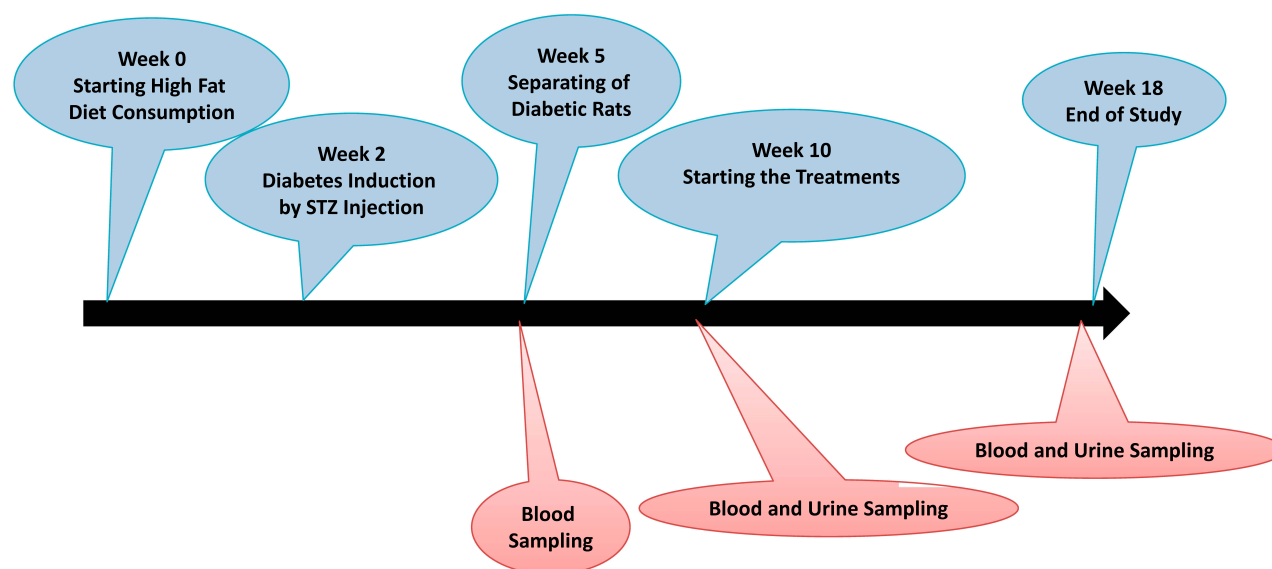 Week 0
Starting High Fat
Diet Consumption
Week 2
Diabetes Induction
by STZ Injection
Week 5
Separating of
Diabetic Rats
Week 10
Starting the Treatments
Week 18
End of Study
Blood
Sampling
Blood and Urine Sampling
Blood and Urine Sampling